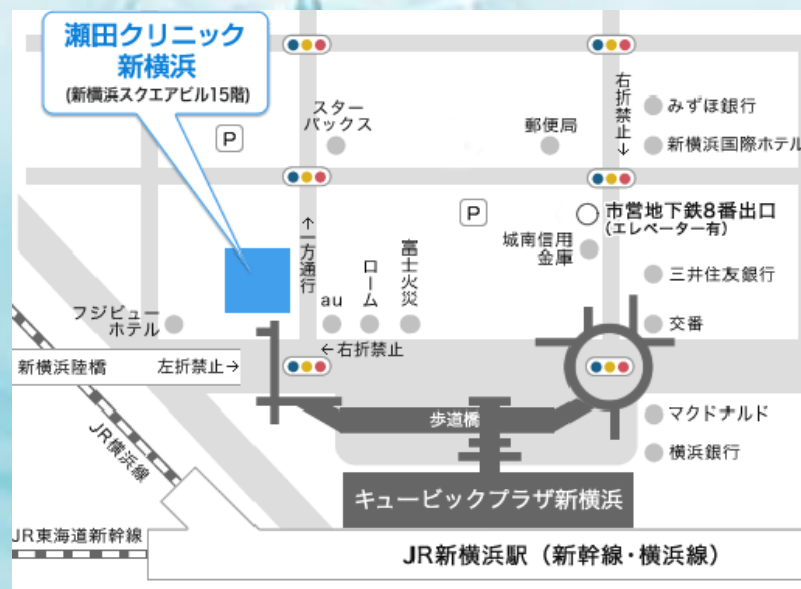 瀬田クリニック
新横浜
(新横浜スクエアビル15階)
P
スター
バックス
郵便局
右折禁止↓
みずほ銀行
新横浜国際ホテル
P
市営地下鉄8番出口
(エレベーター有)
城南信用
金庫
↑一方通行
富士火災
ローム
au
三井住友銀行
フジビュー
ホテル
交番
←右折禁止
新横浜陸橋
左折禁止→
歩道橋
マクドナルド
横浜銀行
JR横浜線
キュービックプラザ新横浜
JR東海道新幹線
JR新横浜駅（新幹線・横浜線）